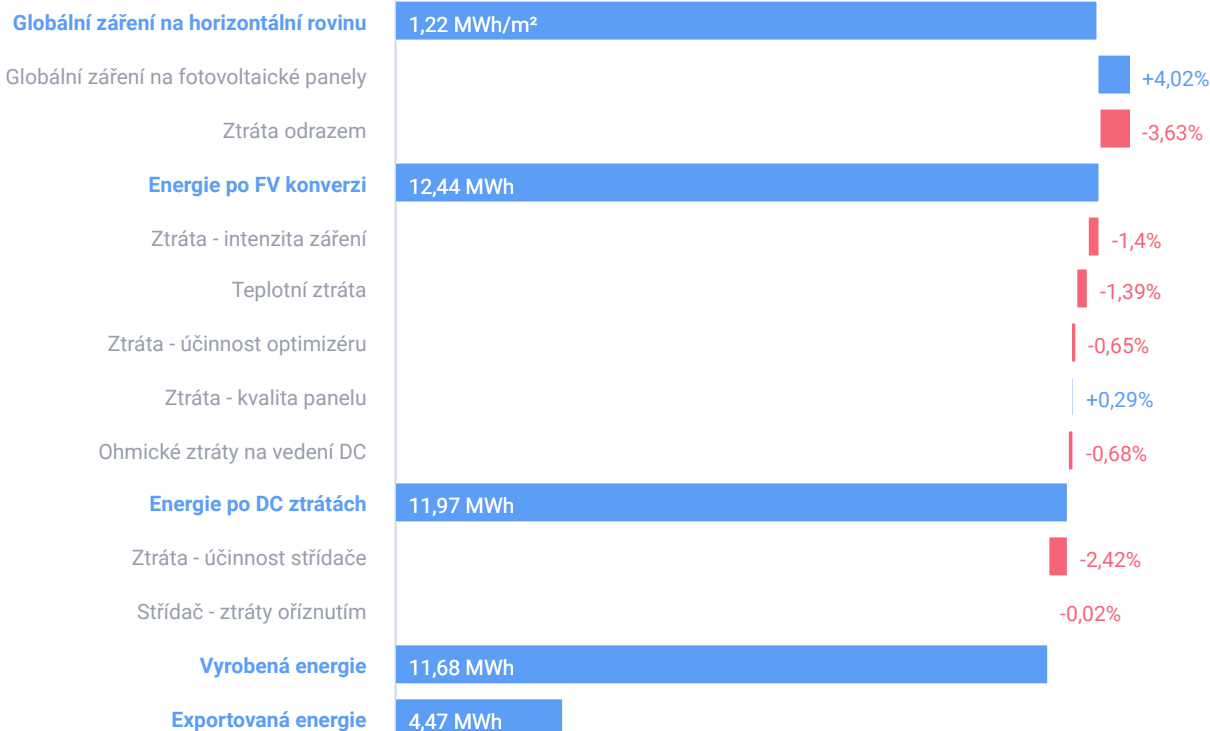 Globální záření na horizontální rovinu 1,22 MWh/m²
Globální záření na fotovoltaické panely +4,02%
Ztráta odrazem -3,63%
Energie po FV konverzi 12,44 MWh
Ztráta - intenzita záření -1,4%
Teplotní ztráta -1,39%
Ztráta - účinnost optimizéru -0,65%
Ztráta - kvalita panelu +0,29%
Ohmické ztráty na vedení DC -0,68%
Energie po DC ztrátách 11,97 MWh
Ztráta - účinnost střídače -2,42%
Střídač - ztráty oříznutím -0,02%
Vyrobená energie 11,68 MWh
Exportovaná energie 4,47 MWh